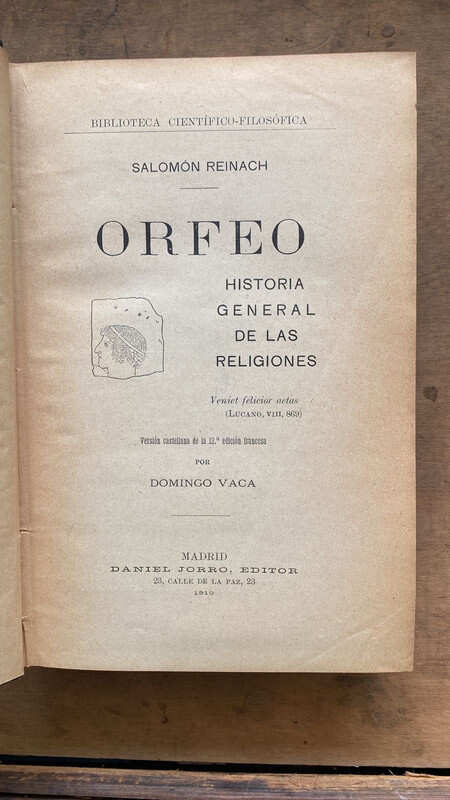 BIBLIOTECA CIENTÍFICO-FILOSÓFICA
SALOMÓN REINACH
ORFEO
HISTORIA
GENERAL
DE LAS
RELIGIONES
Veniet felicior aetas
(LUCANO, VIII, 869)
Versión castellana de la 12.ª edición francesa
POR
DOMINGO VACA
MADRID
DANIEL JORRO, EDITOR
23, CALLE DE LA PAZ, 23
1910